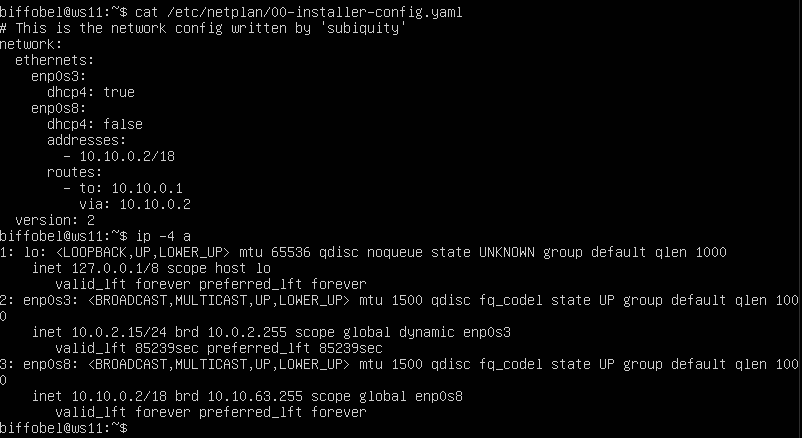 biffobel@ws11:~$ cat /etc/netplan/00-installer-config.yaml
# This is the network config written by 'subiquity'
network:
  ethernets:
    enp0s3:
      dhcp4: true
    enp0s8:
      dhcp4: false
      addresses:
        - 10.10.0.2/18
      routes:
        - to: 10.10.0.1
          via: 10.10.0.2
  version: 2
biffobel@ws11:~$ ip -4 a
1: lo: <LOOPBACK,UP,LOWER_UP> mtu 65536 qdisc noqueue state UNKNOWN group default qlen 1000
    inet 127.0.0.1/8 scope host lo
       valid_lft forever preferred_lft forever
2: enp0s3: <BROADCAST,MULTICAST,UP,LOWER_UP> mtu 1500 qdisc fq_codel state UP group default qlen 100
0
    inet 10.0.2.15/24 brd 10.0.2.255 scope global dynamic enp0s3
       valid_lft 85239sec preferred_lft 85239sec
3: enp0s8: <BROADCAST,MULTICAST,UP,LOWER_UP> mtu 1500 qdisc fq_codel state UP group default qlen 100
0
    inet 10.10.0.2/18 brd 10.10.63.255 scope global enp0s8
       valid_lft forever preferred_lft forever
biffobel@ws11:~$